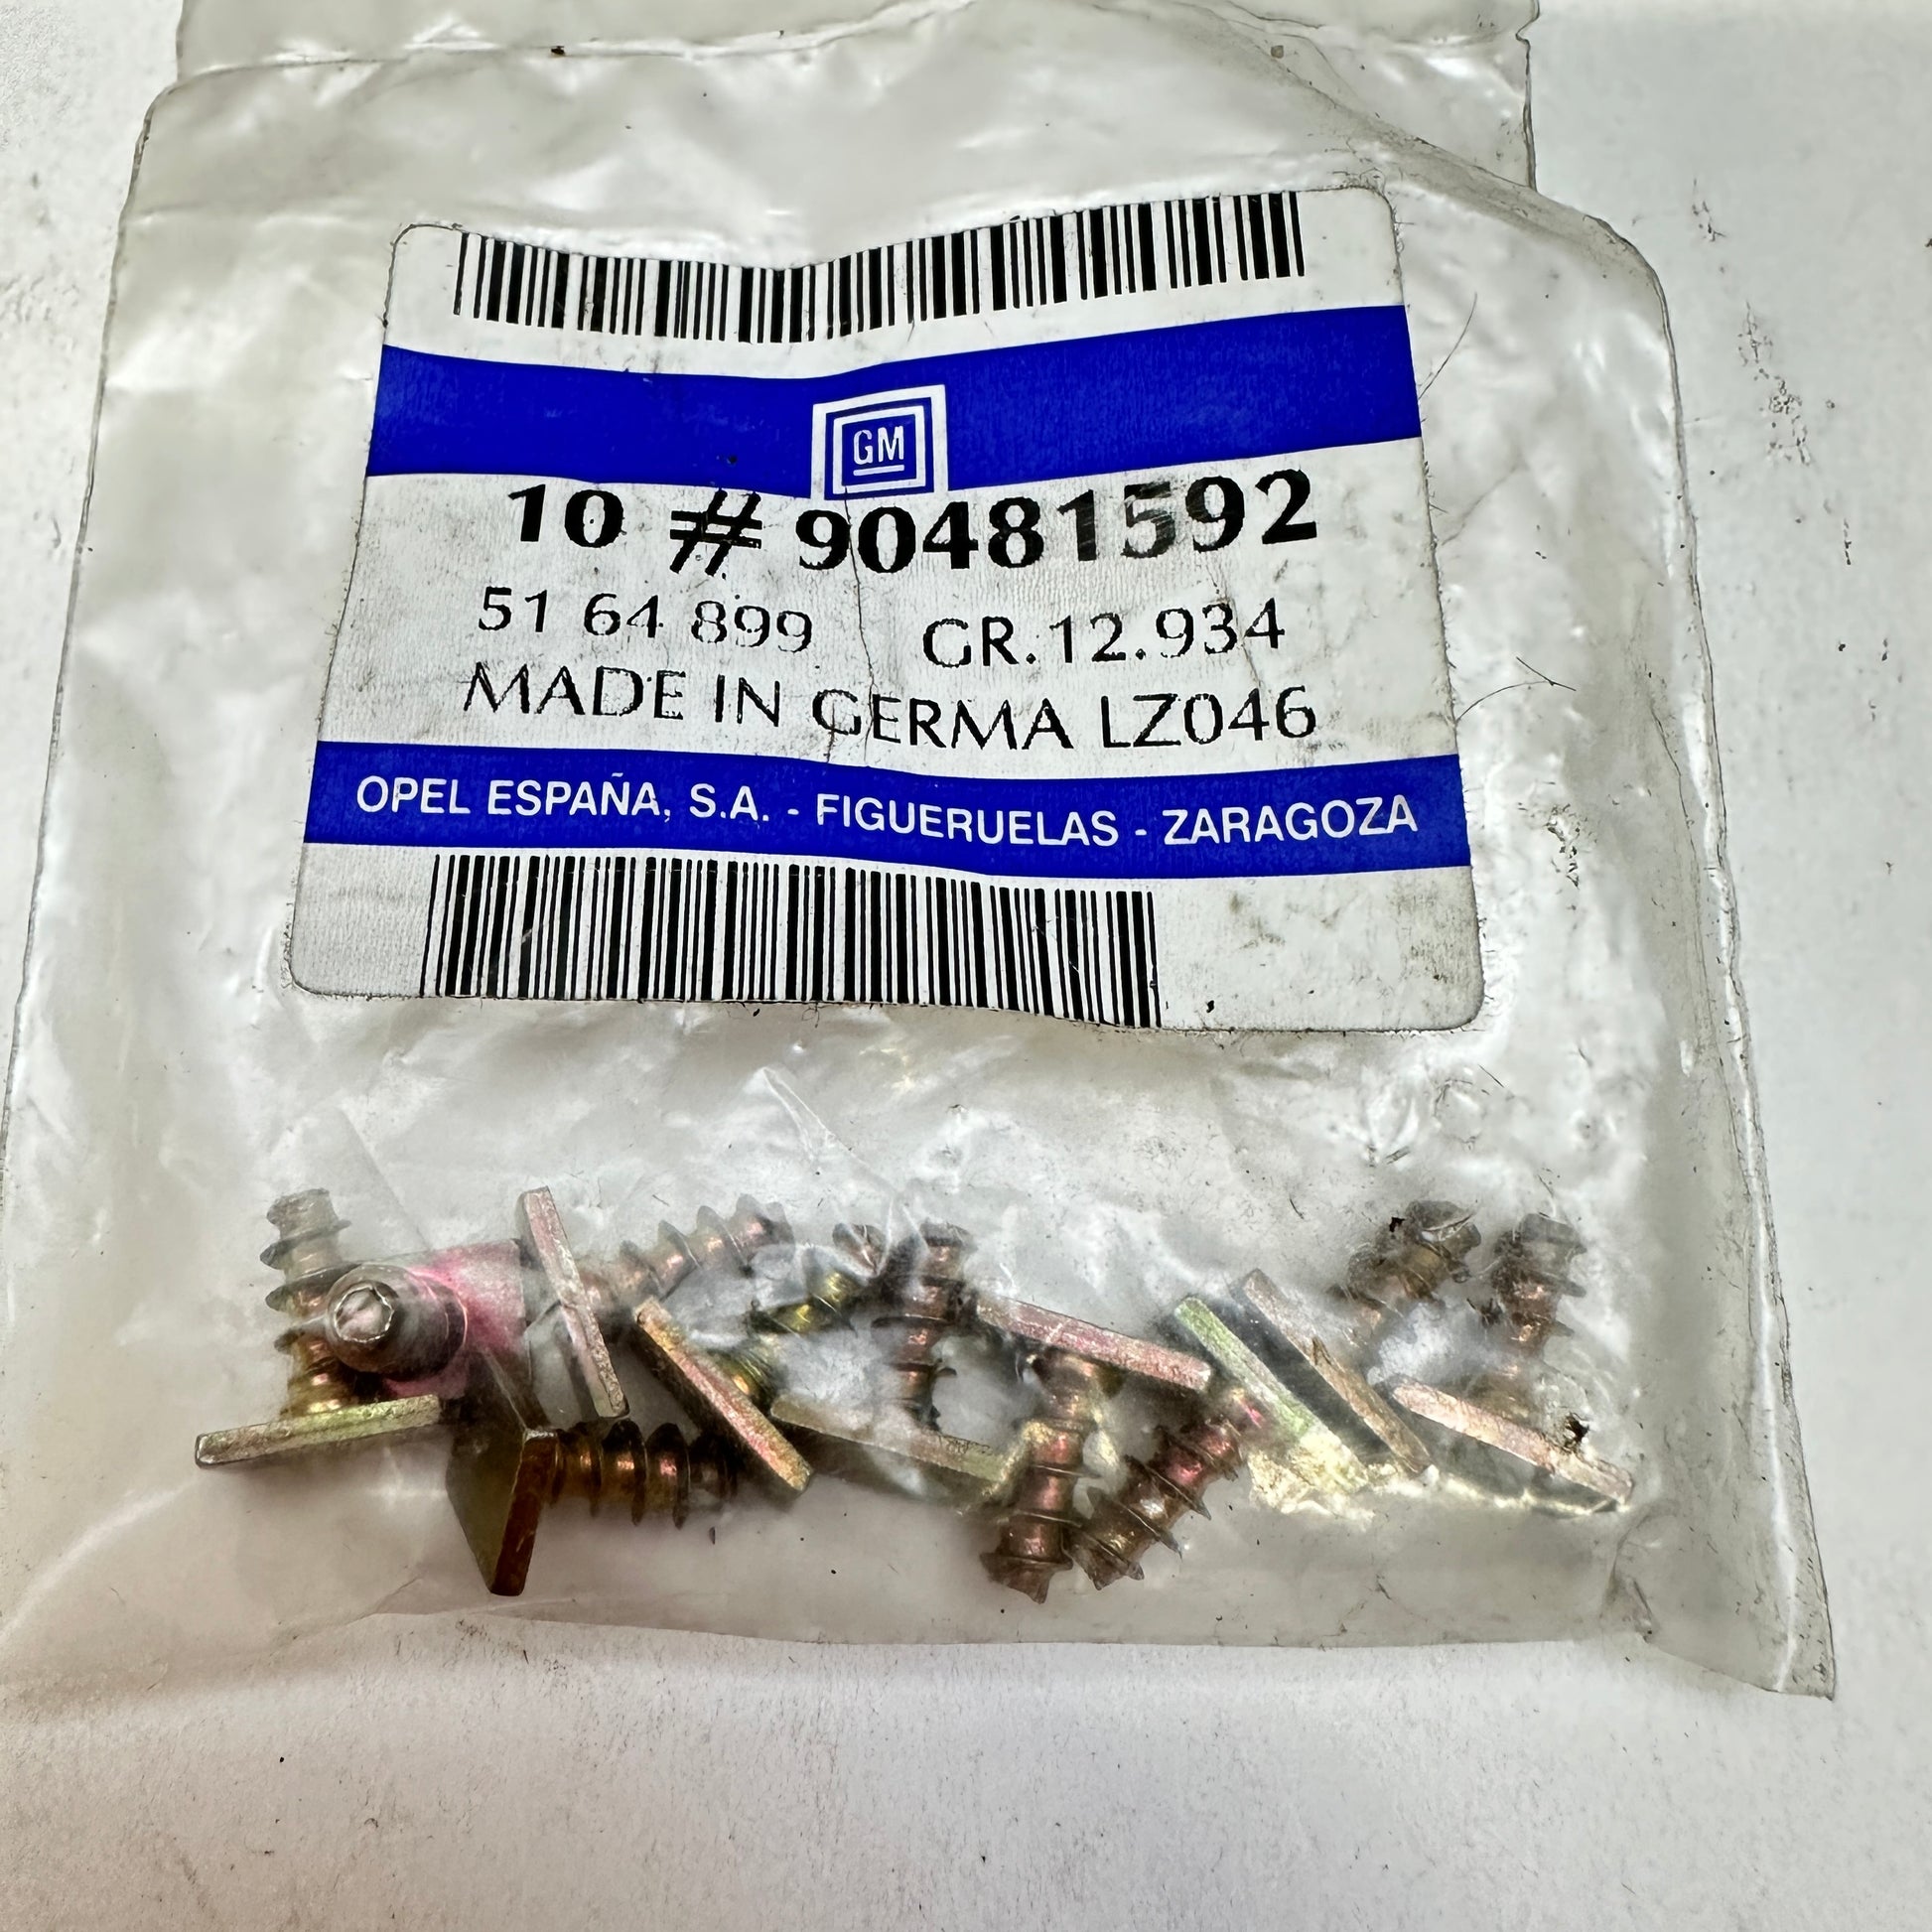 GM
10 # 90481592
51 64 899 GR.12.934
MADE IN GERMA LZ046
OPEL ESPAÑA, S.A. - FIGUERUELAS - ZARAGOZA